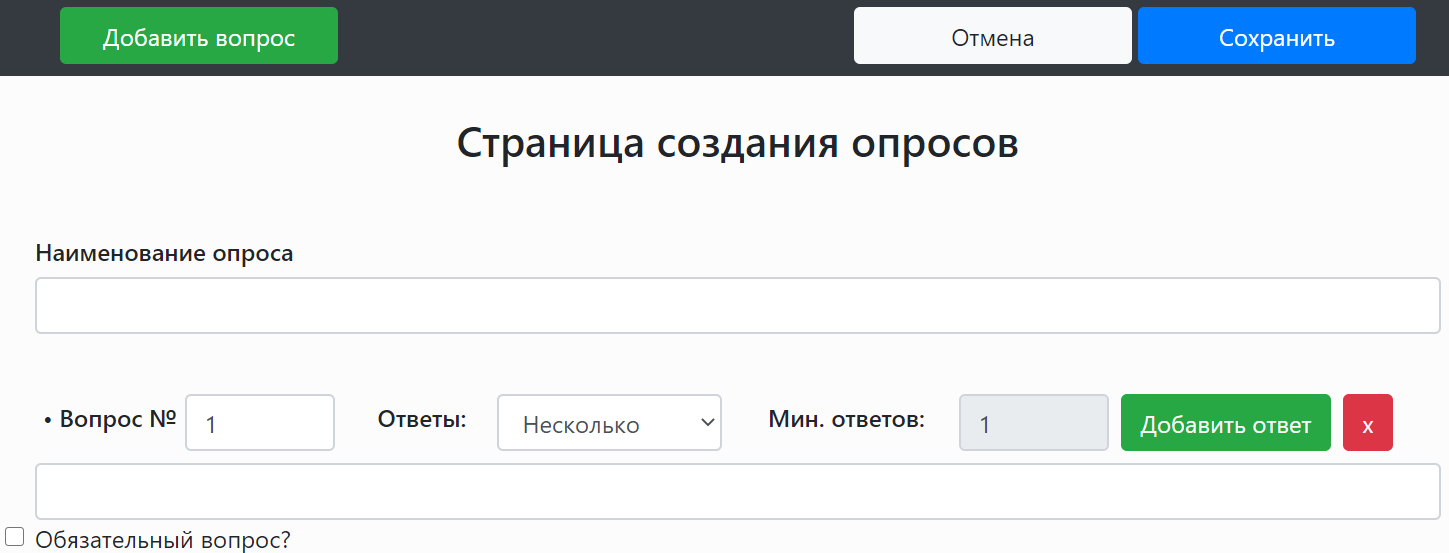 Добавить вопрос Отмена Сохранить
Страница создания опросов
Наименование опроса
• Вопрос № 1 Ответы: Несколько Мин. ответов: 1 Добавить ответ x
Обязательный вопрос?